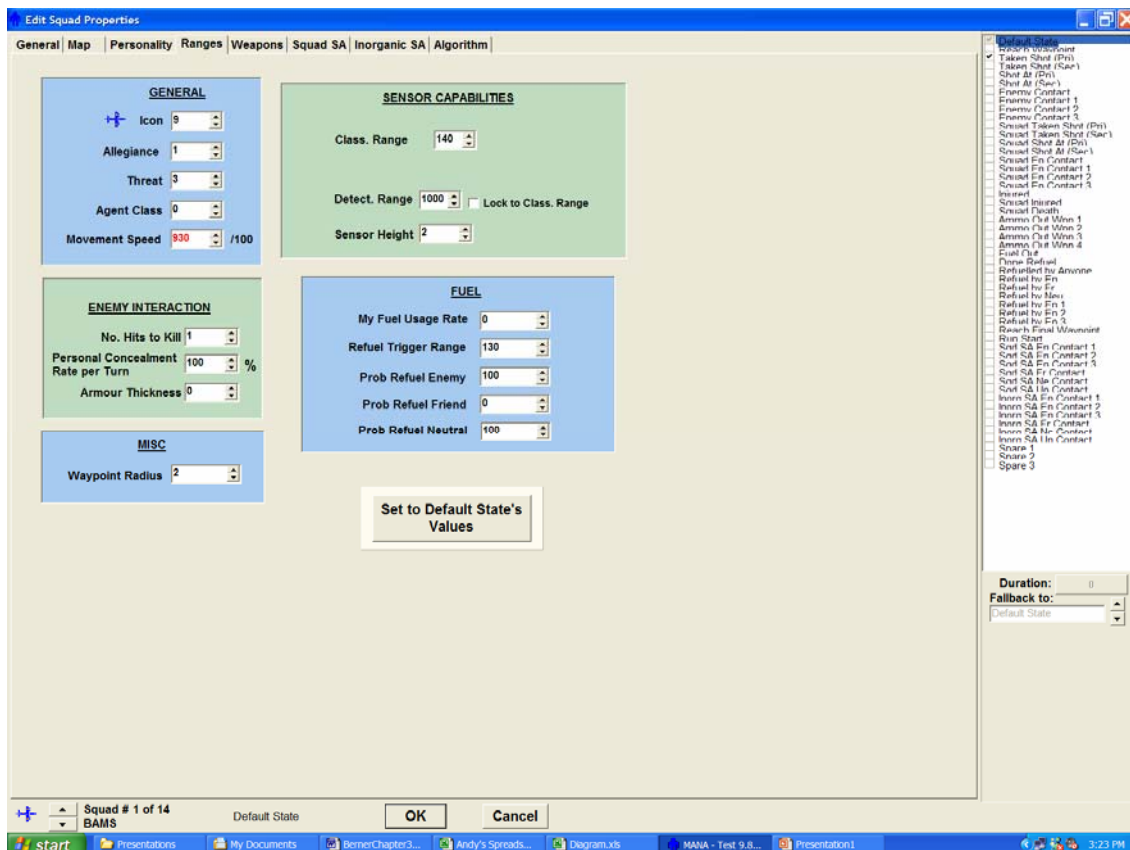 Edit Squad Properties
General Map Personality Ranges Weapons Squad SA Inorganic SA Algorithm
GENERAL
Icon 9
Allegiance 1
Threat 3
Agent Class 0
Movement Speed 930 /100
SENSOR CAPABILITIES
Class. Range 140
Detect. Range 1000 Lock to Class. Range
Sensor Height 2
ENEMY INTERACTION
No. Hits to Kill 1
Personal Concealment
Rate per Turn 100 %
Armour Thickness 0
FUEL
My Fuel Usage Rate 0
Refuel Trigger Range 130
Prob Refuel Enemy 100
Prob Refuel Friend 0
Prob Refuel Neutral 100
MISC
Waypoint Radius 2
Set to Default State's
Values
Default State
Reach Waypoint
Taken Shot (Pri)
Taken Shot (Sec)
Shot At (Pri)
Shot At (Sec)
Enemy Contact
Enemy Contact 1
Enemy Contact 2
Enemy Contact 3
Squad Taken Shot (Pri)
Squad Taken Shot (Sec)
Squad Shot At (Pri)
Squad Shot At (Sec)
Squad En Contact
Squad En Contact 1
Squad En Contact 2
Squad En Contact 3
Injured
Squad Injured
Squad Death
Ammo Out Wpn 1
Ammo Out Wpn 2
Ammo Out Wpn 3
Ammo Out Wpn 4
Fuel Out
Done Refuel
Refuelled by Anyone
Refuel by En
Refuel by Fr
Refuel by Neu
Refuel by En 1
Refuel by En 2
Refuel by En 3
Reach Final Waypoint
Run Start
Sqd SA En Contact 1
Sqd SA En Contact 2
Sqd SA En Contact 3
Sqd SA Fr Contact
Sqd SA Ne Contact
Sqd SA Un Contact
Inorg SA En Contact 1
Inorg SA En Contact 2
Inorg SA En Contact 3
Inorg SA Fr Contact
Inorg SA Ne Contact
Inorg SA Un Contact
Spare 1
Spare 2
Spare 3
Duration: 0
Fallback to:
Default State
Squad # 1 of 14
BAMS
Default State
OK Cancel
start Presentations My Documents BernerChapter3... Andy's Spreads... Diagram.xls MANA - Test 9.8... Presentation1 3:23 PM